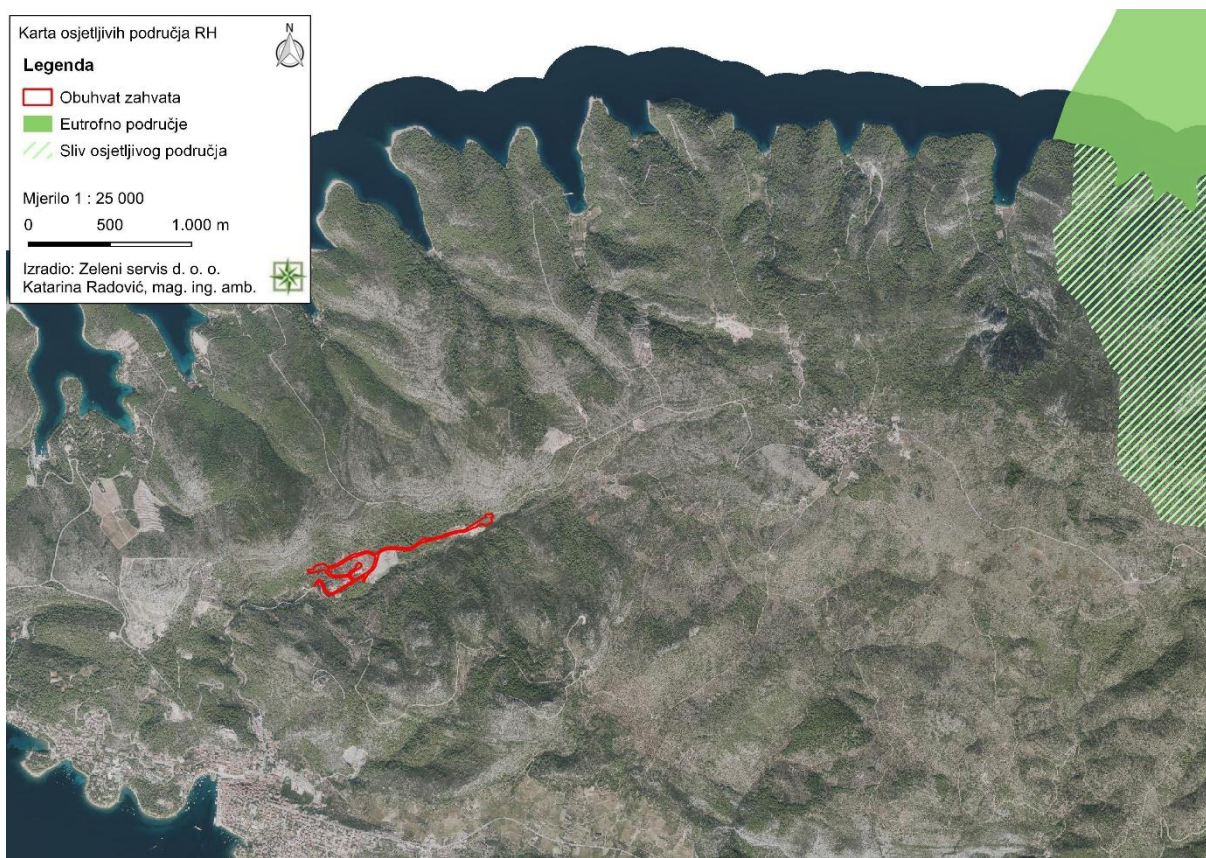 Karta osjetljivih područja RH
N
Legenda
Obuhvat zahvata
Eutrofno područje
Sliv osjetljivog područja
Mjerilo 1 : 25 000
0 500 1.000 m
Izradio: Zeleni servis d. o. o.
Katarina Radović, mag. ing. amb.